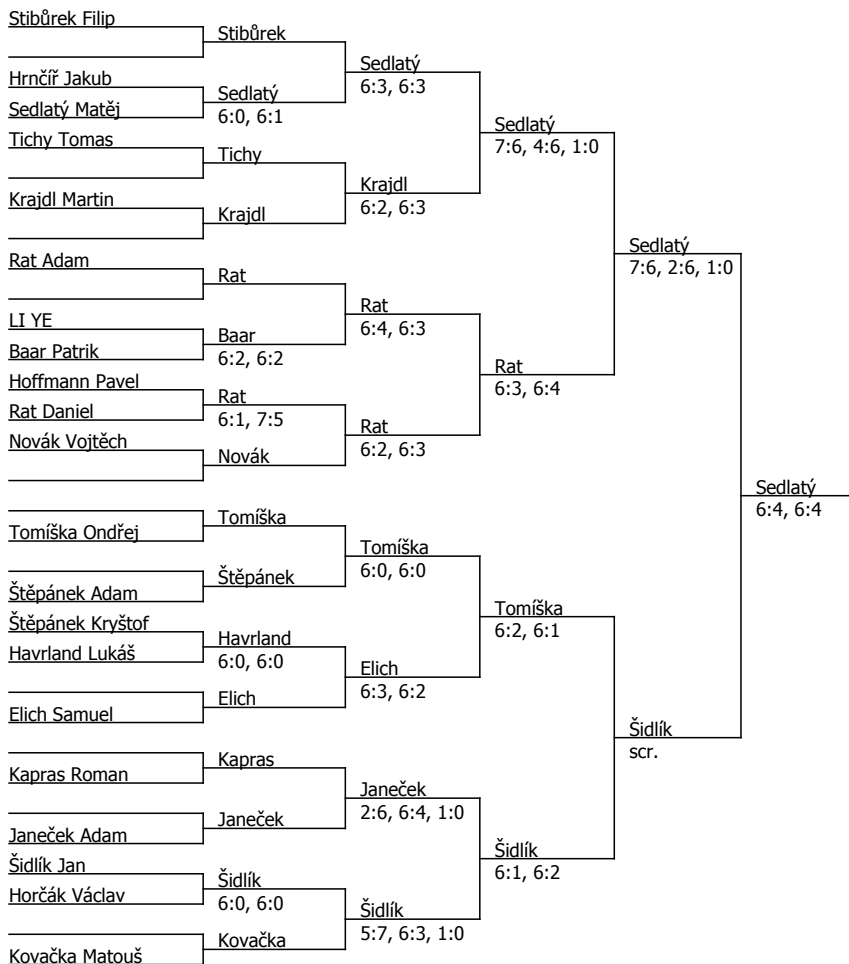 Stibůrek Filip
Stibůrek
Sedlatý
6:3, 6:3
Hrnčíř Jakub
Sedlatý Matěj
Sedlatý
6:0, 6:1
Sedlatý
7:6, 4:6, 1:0
Tichy Tomas
Tichy
Krajdl
6:2, 6:3
Krajdl Martin
Krajdl
Sedlatý
7:6, 2:6, 1:0
Rat Adam
Rat
Rat
6:4, 6:3
LI YE
Baar Patrik
Baar
6:2, 6:2
Rat
6:3, 6:4
Hoffmann Pavel
Rat Daniel
Rat
6:1, 7:5
Rat
6:2, 6:3
Novák Vojtěch
Novák
Sedlatý
6:4, 6:4
Tomíška Ondřej
Tomíška
Tomíška
6:0, 6:0
Štěpánek Adam
Štěpánek
Tomíška
6:2, 6:1
Štěpánek Kryštof
Havrland Lukáš
Havrland
6:0, 6:0
Elich
6:3, 6:2
Elich Samuel
Elich
Šidlík
scr.
Kapras Roman
Kapras
Janeček
2:6, 6:4, 1:0
Janeček Adam
Janeček
Šidlík
6:1, 6:2
Šidlík Jan
Horčák Václav
Šidlík
6:0, 6:0
Šidlík
5:7, 6:3, 1:0
Kovačka Matouš
Kovačka